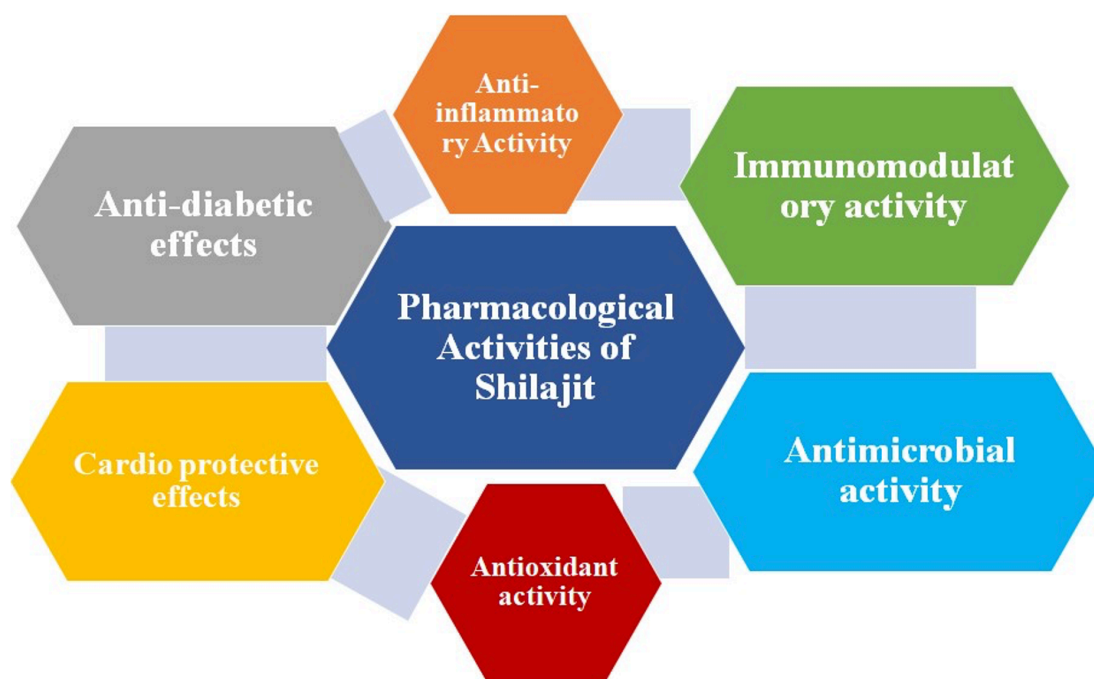 Anti-
inflammato
ry Activity
Immunomodulat
ory activity
Anti-diabetic
effects
Pharmacological
Activities of
Shilajit
Antimicrobial
activity
Cardio protective
effects
Antioxidant
activity